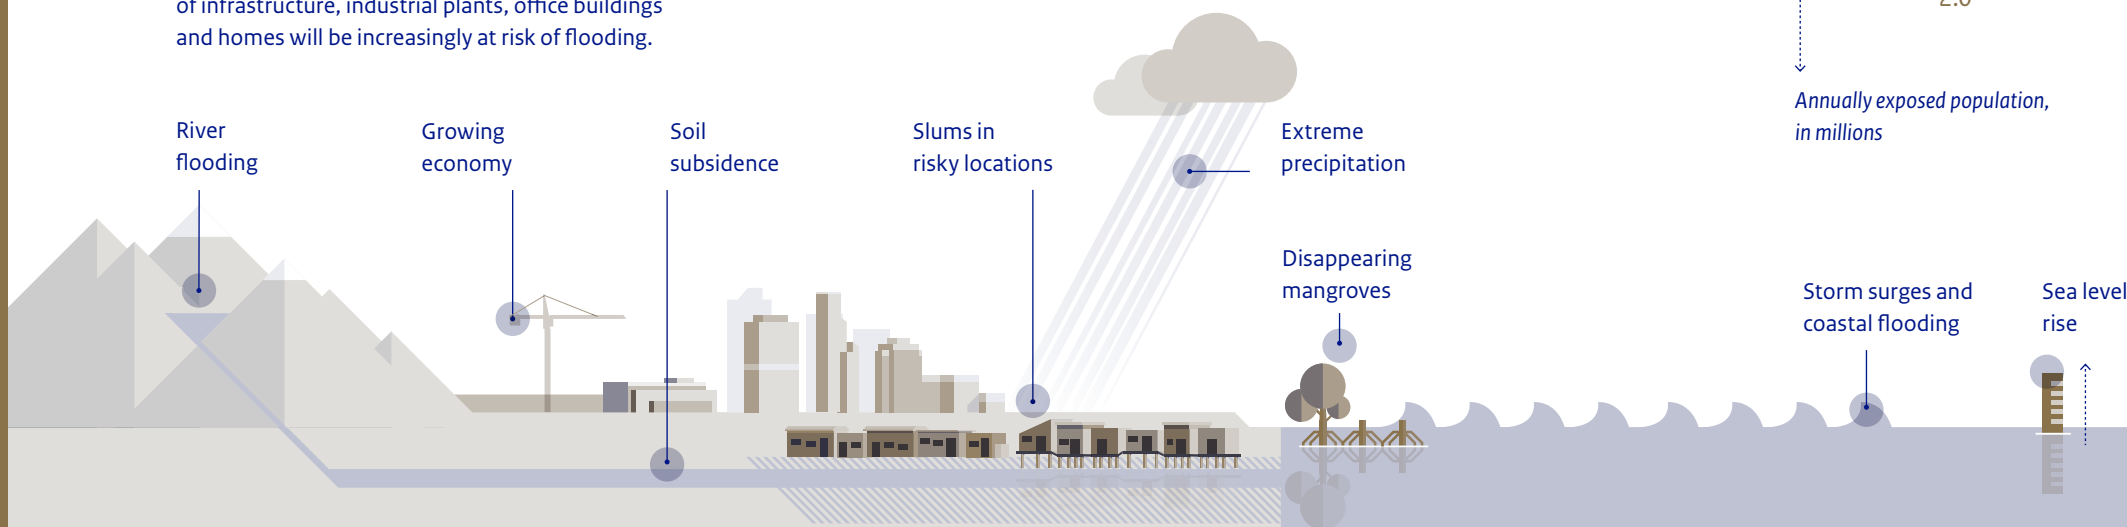 of infrastructure, industrial plants, office buildings
and homes will be increasingly at risk of flooding.
2.0
Annually exposed population,
in millions
River
flooding
Growing
economy
Soil
subsidence
Slums in
risky locations
Extreme
precipitation
Disappearing
mangroves
Storm surges and
coastal flooding
Sea level
rise